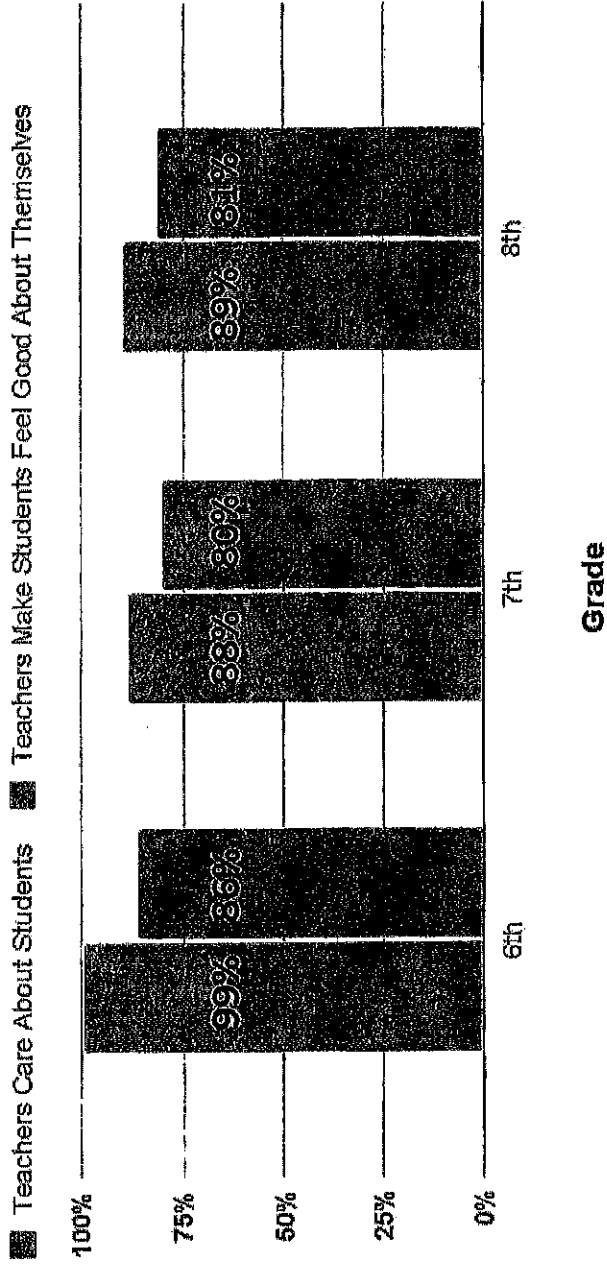 Teachers Care About Students Teachers Make Students Feel Good About Themselves
100%
75%
50%
25%
0%
99% 86% 88% 80% 89% 81%
6th 7th 8th
Grade